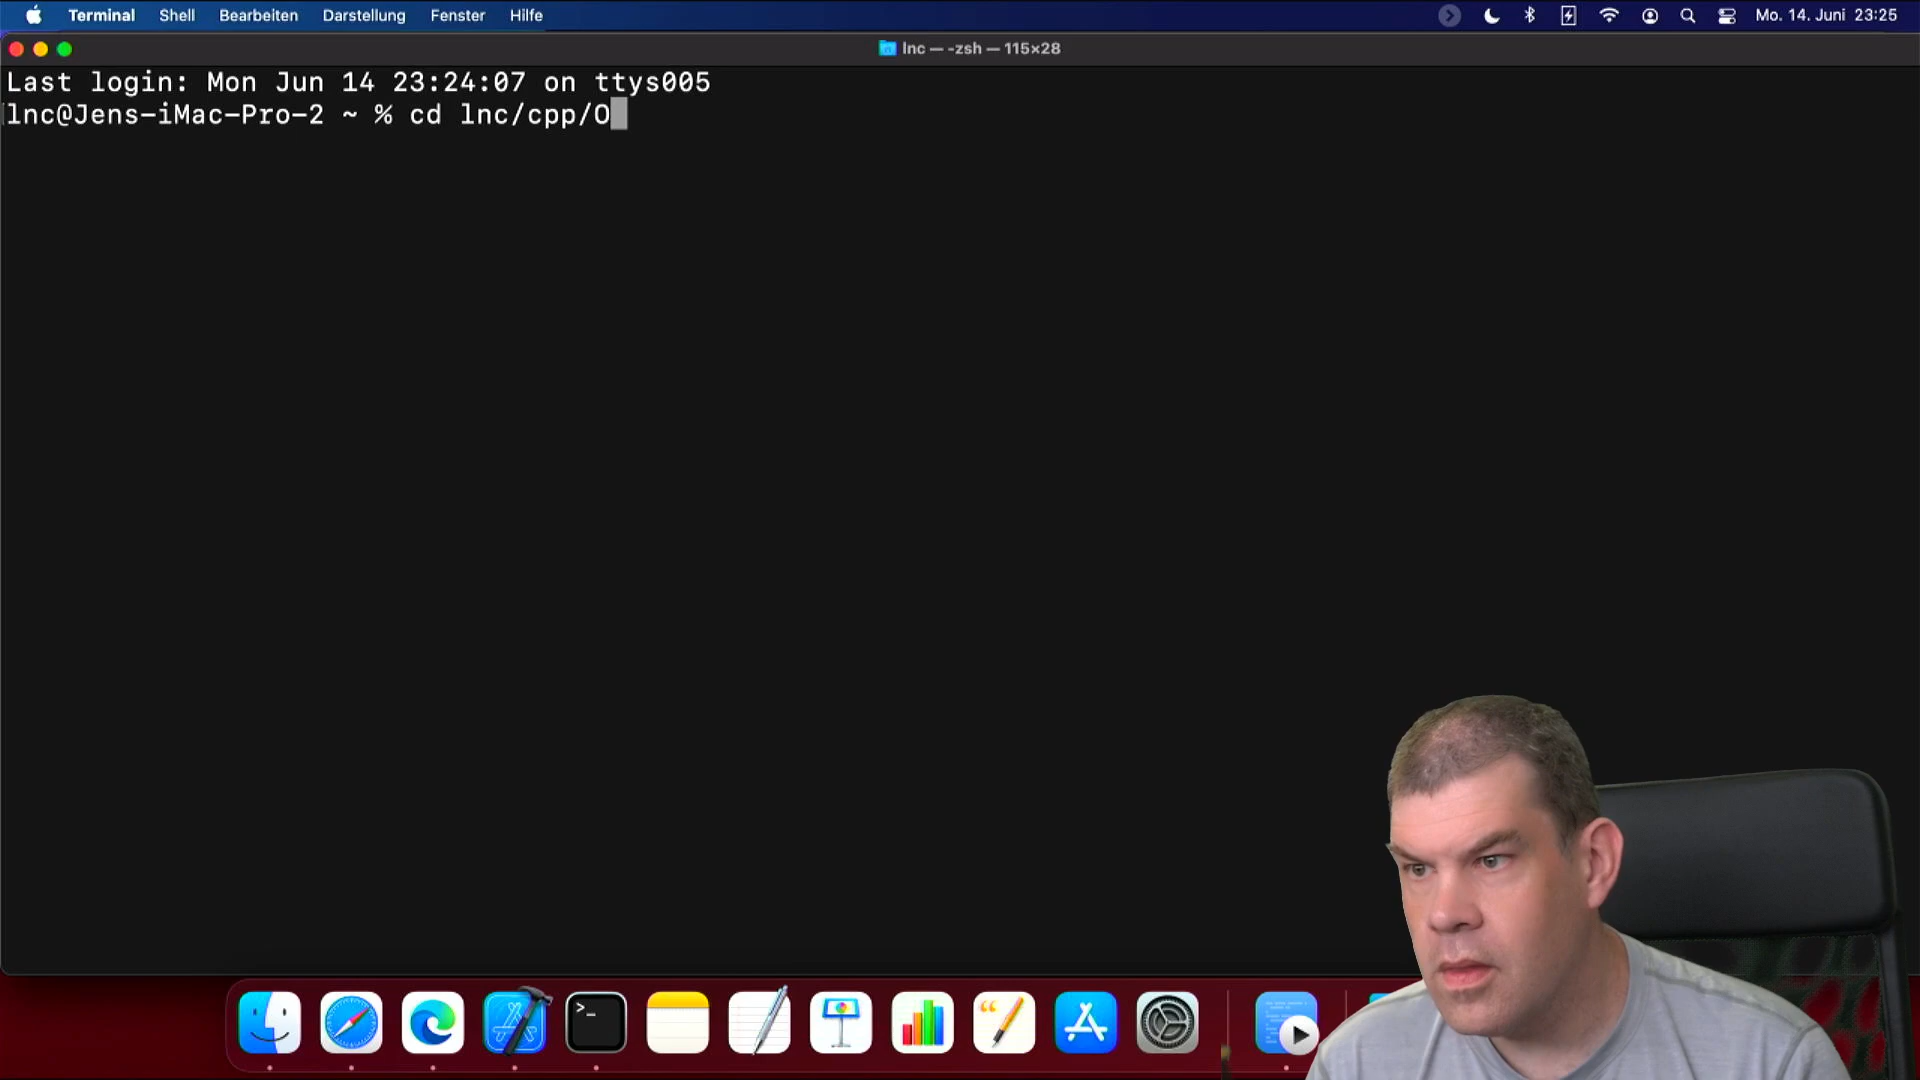 Terminal Shell Bearbeiten Darstellung Fenster Hilfe Mo. 14. Juni 23:25
lnc — -zsh — 115×28
Last login: Mon Jun 14 23:24:07 on ttys005
lnc@Jens-iMac-Pro-2 ~ % cd lnc/cpp/O
>_